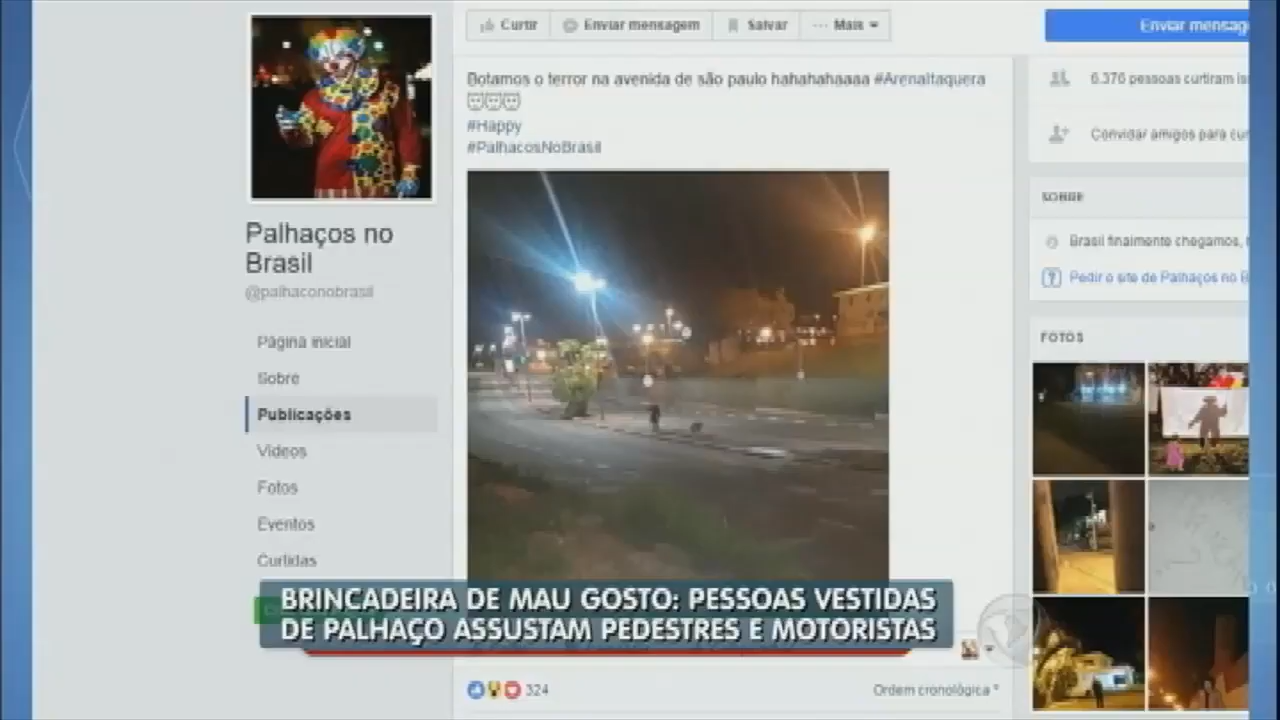 Curtir
Enviar mensagem
Salvar
Mais
Enviar mensag
Botamos o terror na avenida de são paulo hahahahaaaa #ArenaItaquera
#Happy
#PalhacosNoBrasil
6.376 pessoas curtiram is
Convidar amigos para cur
SOBRE
Brasil finalmente chegamos,
Pedir o site de Palhaços no B
FOTOS
Palhaços no
Brasil
@palhaconobrasil
Página inicial
Sobre
Publicações
Vídeos
Fotos
Eventos
Curtidas
BRINCADEIRA DE MAU GOSTO: PESSOAS VESTIDAS
DE PALHAÇO ASSUSTAM PEDESTRES E MOTORISTAS
324
Ordem cronológica